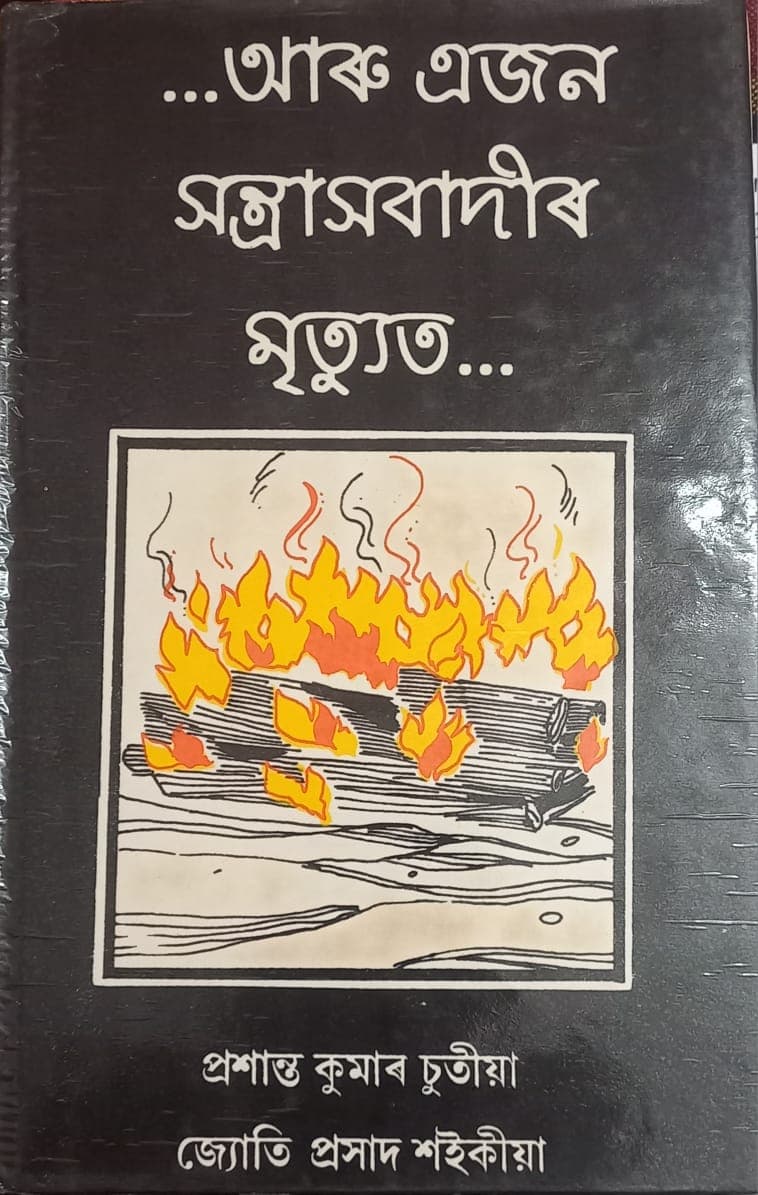 ...আৰু এজন
সন্ত্ৰাসবাদীৰ
মৃত্যুত...
প্ৰশান্ত কুমাৰ চুতীয়া
জ্যোতি প্ৰসাদ শইকীয়া